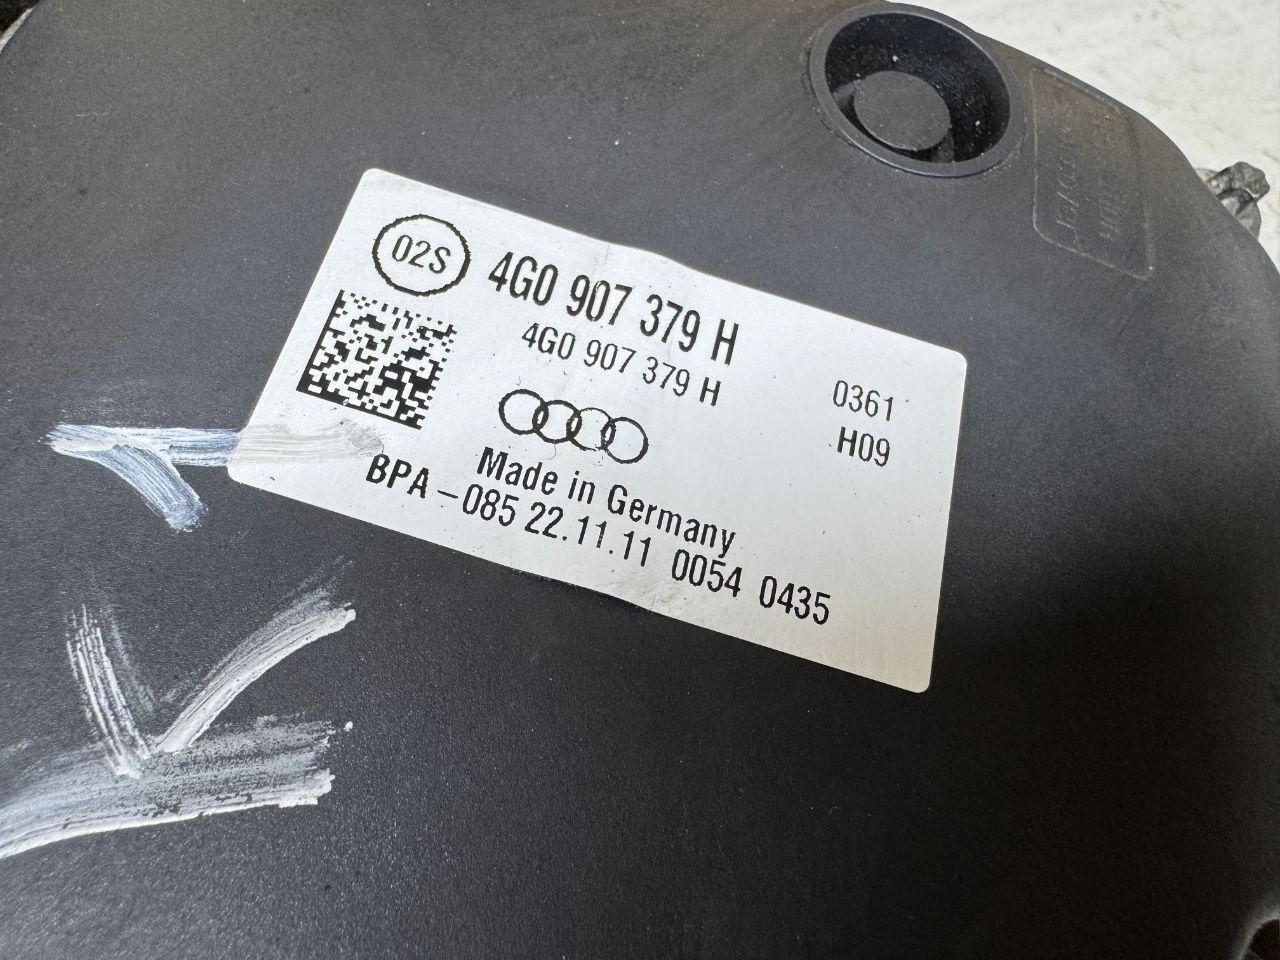 02S
4G0 907 379 H
4G0 907 379 H
0361
H09
Made in Germany
BPA-085 22.11.11 0054 0435